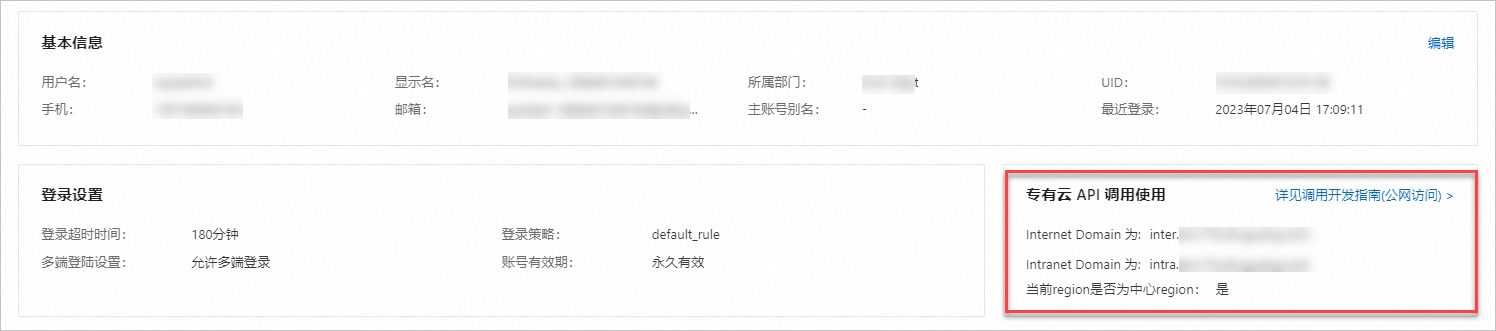 基本信息 编辑
用户名： 显示名： 所属部门： t UID：
手机： 邮箱： ... 主账号别名： - 最近登录： 2023年07月04日 17:09:11
登录设置
登录超时时间： 180分钟 登录策略： default_rule
多端登陆设置： 允许多端登录 账号有效期： 永久有效
专有云 API 调用使用 详见调用开发指南(公网访问) >
Internet Domain 为: inter.
Intranet Domain 为: intra.
当前region是否为中心region： 是